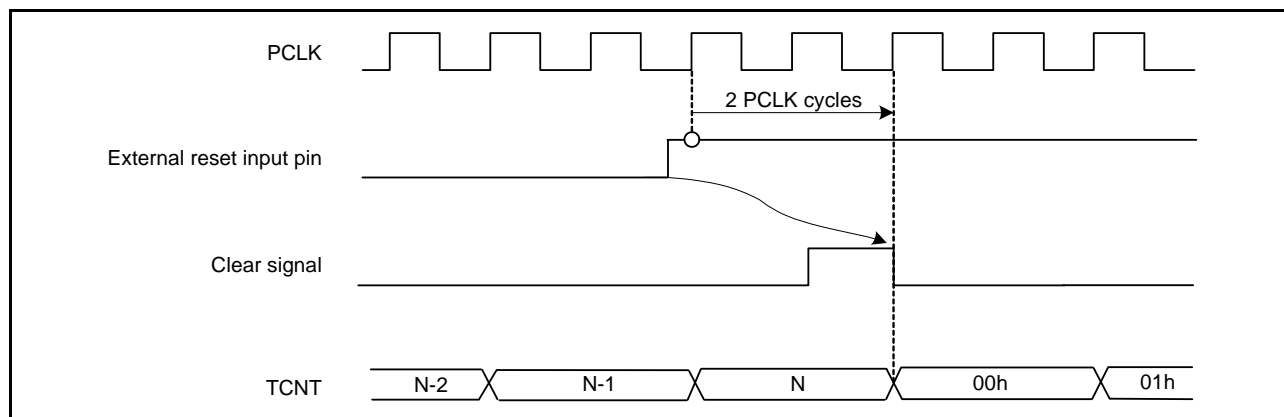 PCLK
2 PCLK cycles
External reset input pin
Clear signal
TCNT N-2 N-1 N 00h 01h